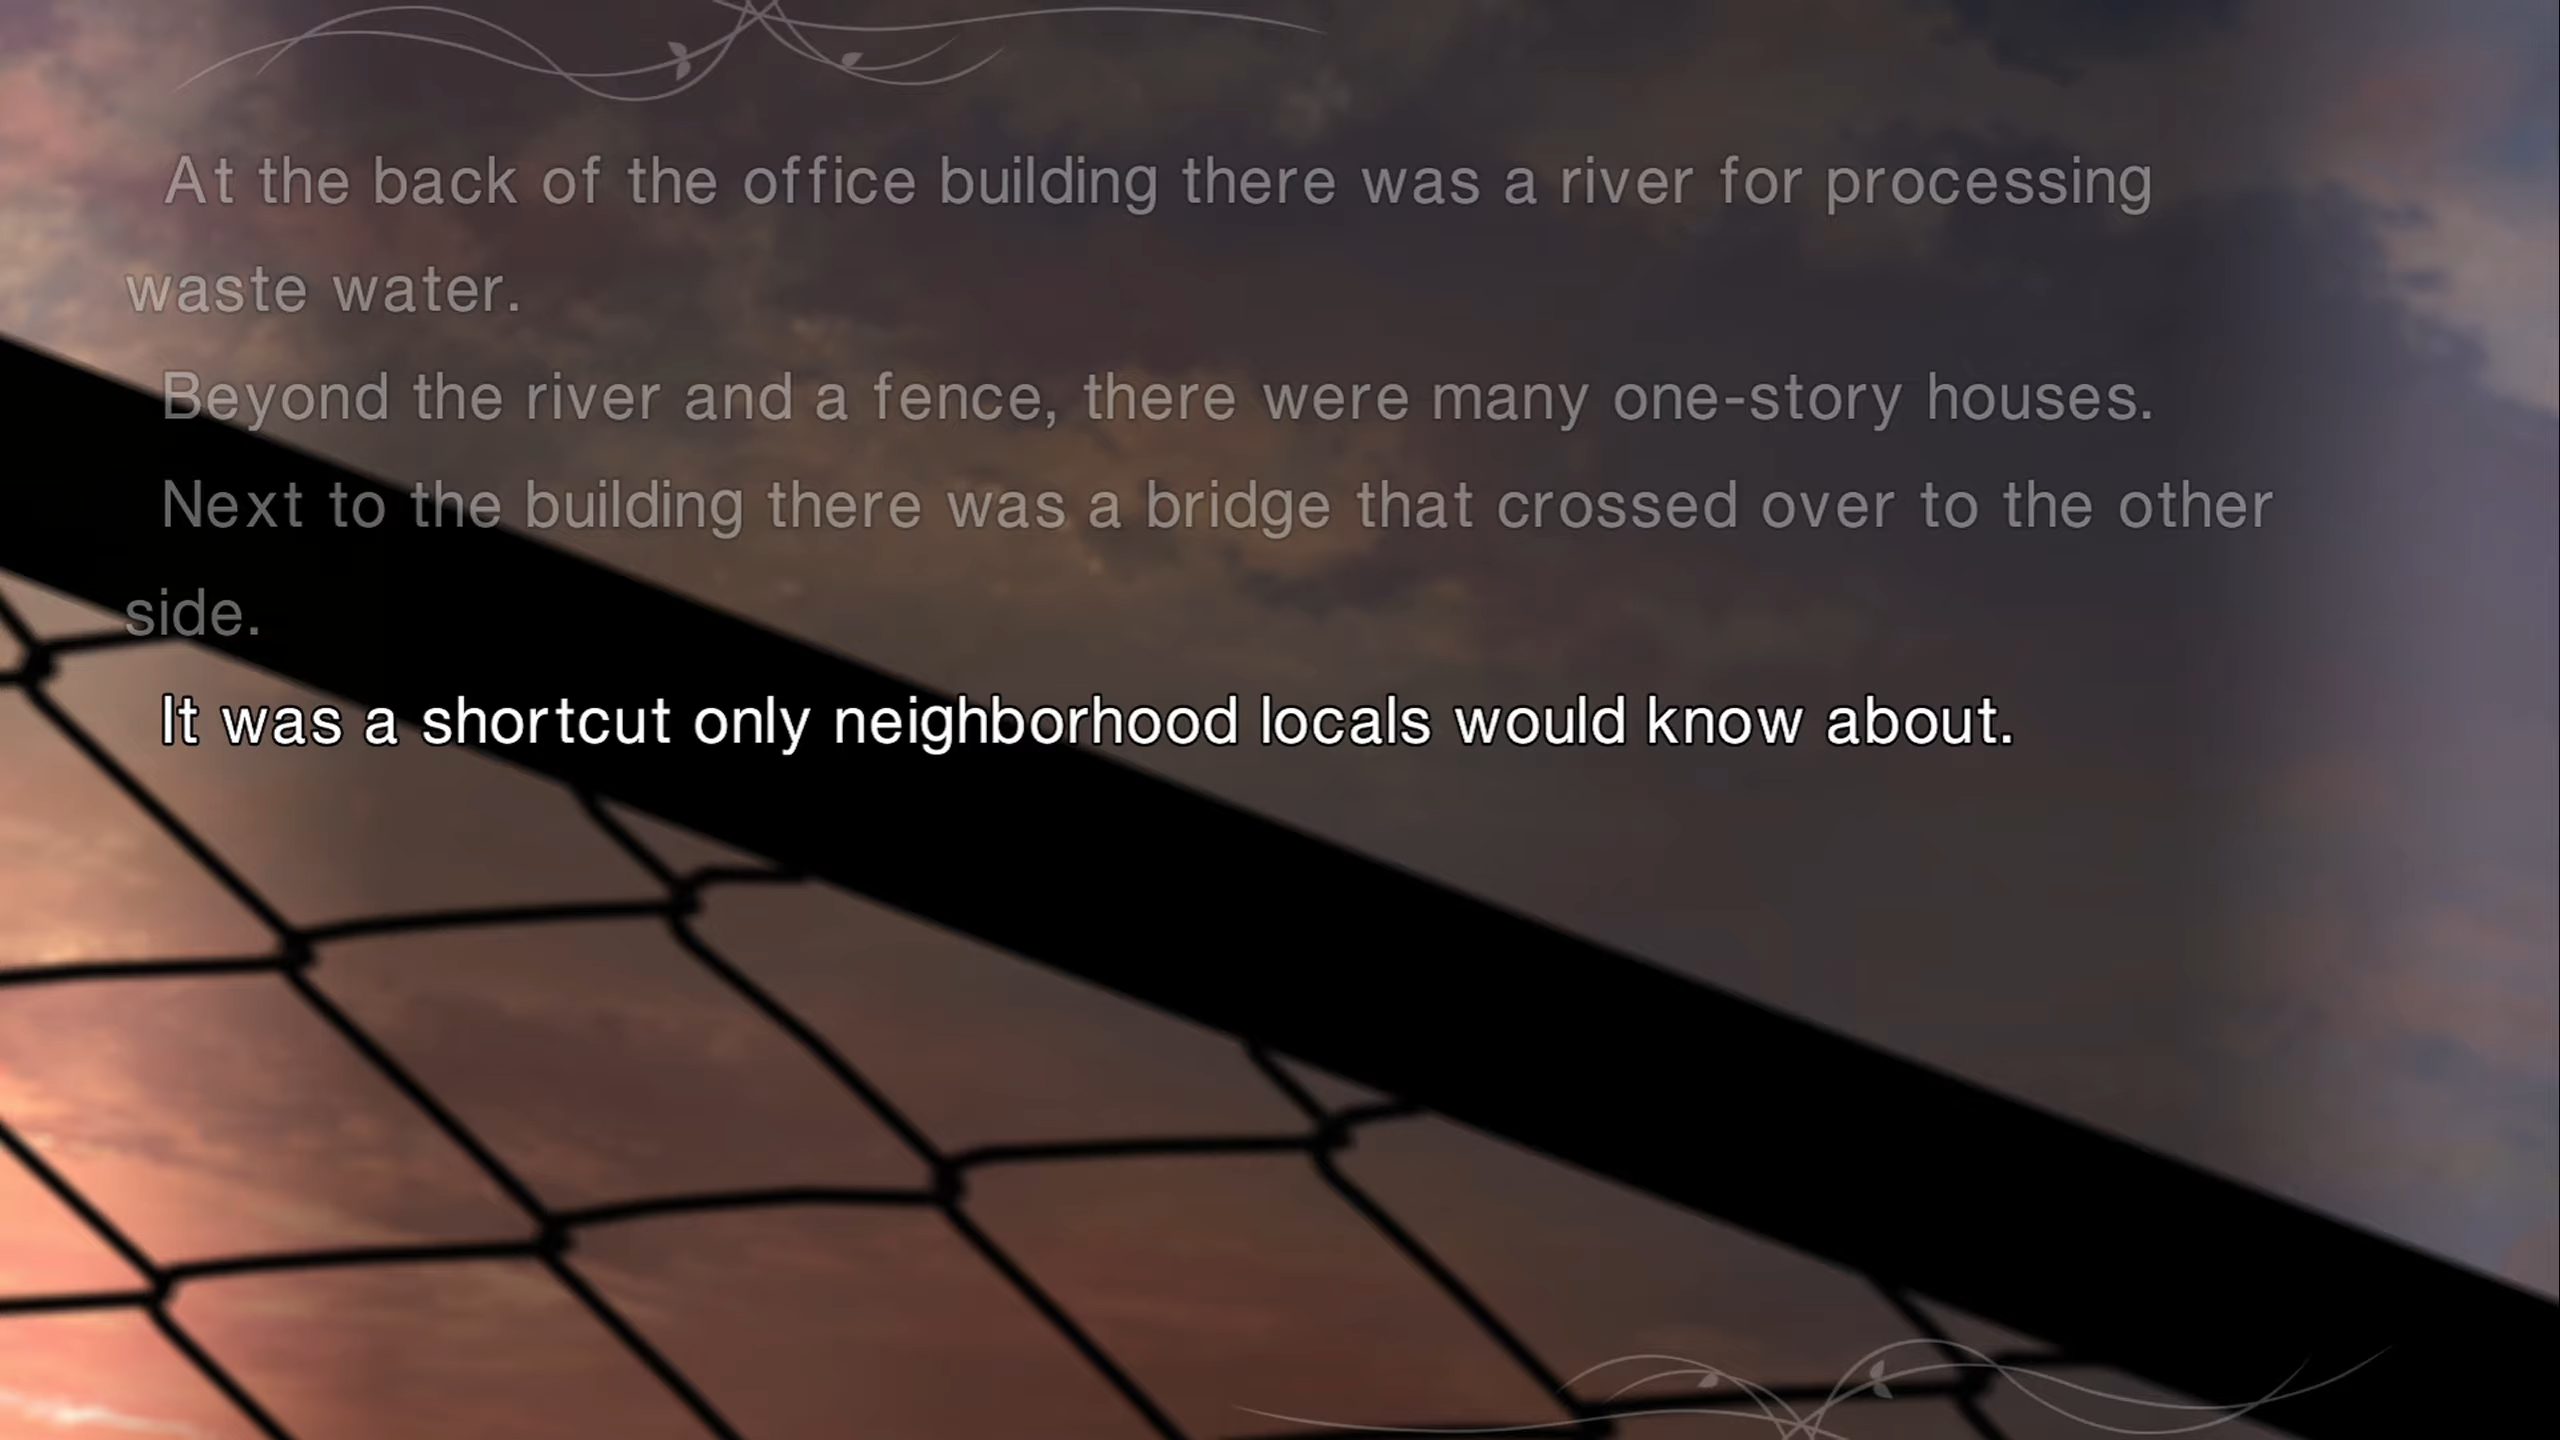 At the back of the office building there was a river for processing
waste water.
Beyond the river and a fence, there were many one-story houses.
Next to the building there was a bridge that crossed over to the other
side.
It was a shortcut only neighborhood locals would know about.